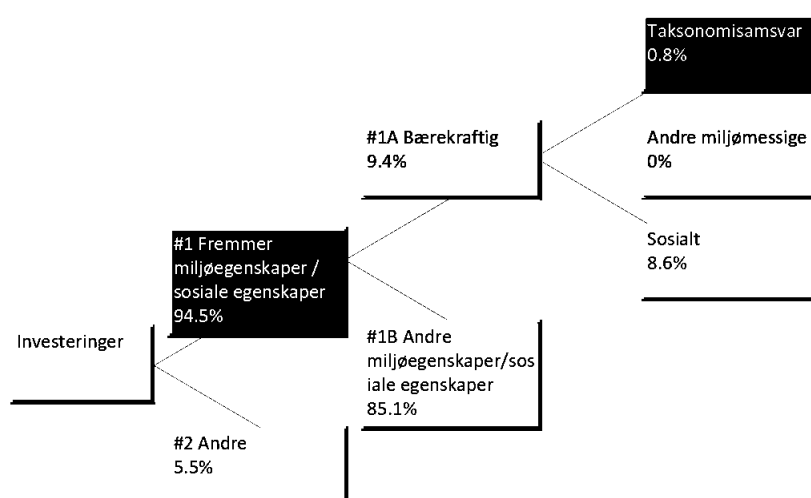 Taksonomisamsvar
0.8%
#1A Bærekraftig
9.4%
Andre miljømessige
0%
#1 Fremmer
miljøegenskaper /
sosiale egenskaper
94.5%
Sosialt
8.6%
Investeringer
#1B Andre
miljøegenskaper/sos
iale egenskaper
85.1%
#2 Andre
5.5%